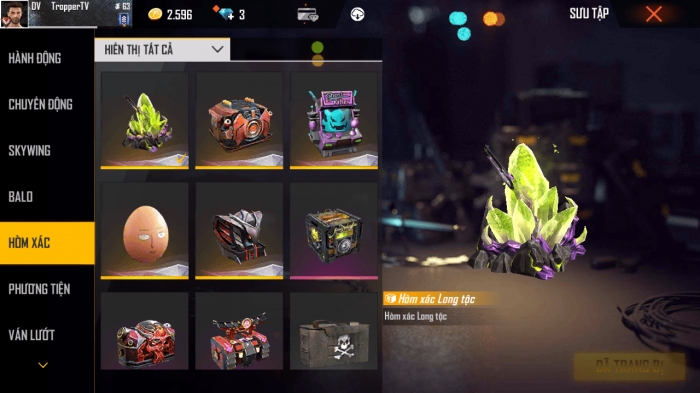 DV TropperTV # 63
2.596
3
SƯU TẬP
HÀNH ĐỘNG
CHUYỂN ĐỘNG
SKYWING
BALO
HÒM XÁC
PHƯƠNG TIỆN
VÁN LƯỚT
HIỂN THỊ TẤT CẢ
Hòm xác Long tộc
Hòm xác Long tộc
ĐÃ TRANG BỊ